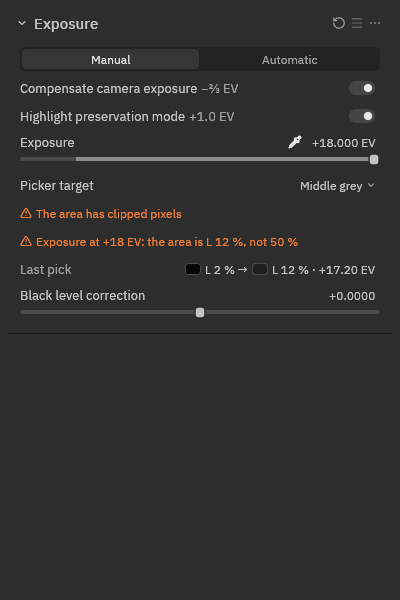 Exposure
Manual Automatic
Compensate camera exposure −⅔ EV
Highlight preservation mode +1.0 EV
Exposure +18.000 EV
Picker target Middle grey
The area has clipped pixels
Exposure at +18 EV: the area is L 12 %, not 50 %
Last pick L 2 % → L 12 % · +17.20 EV
Black level correction +0.0000